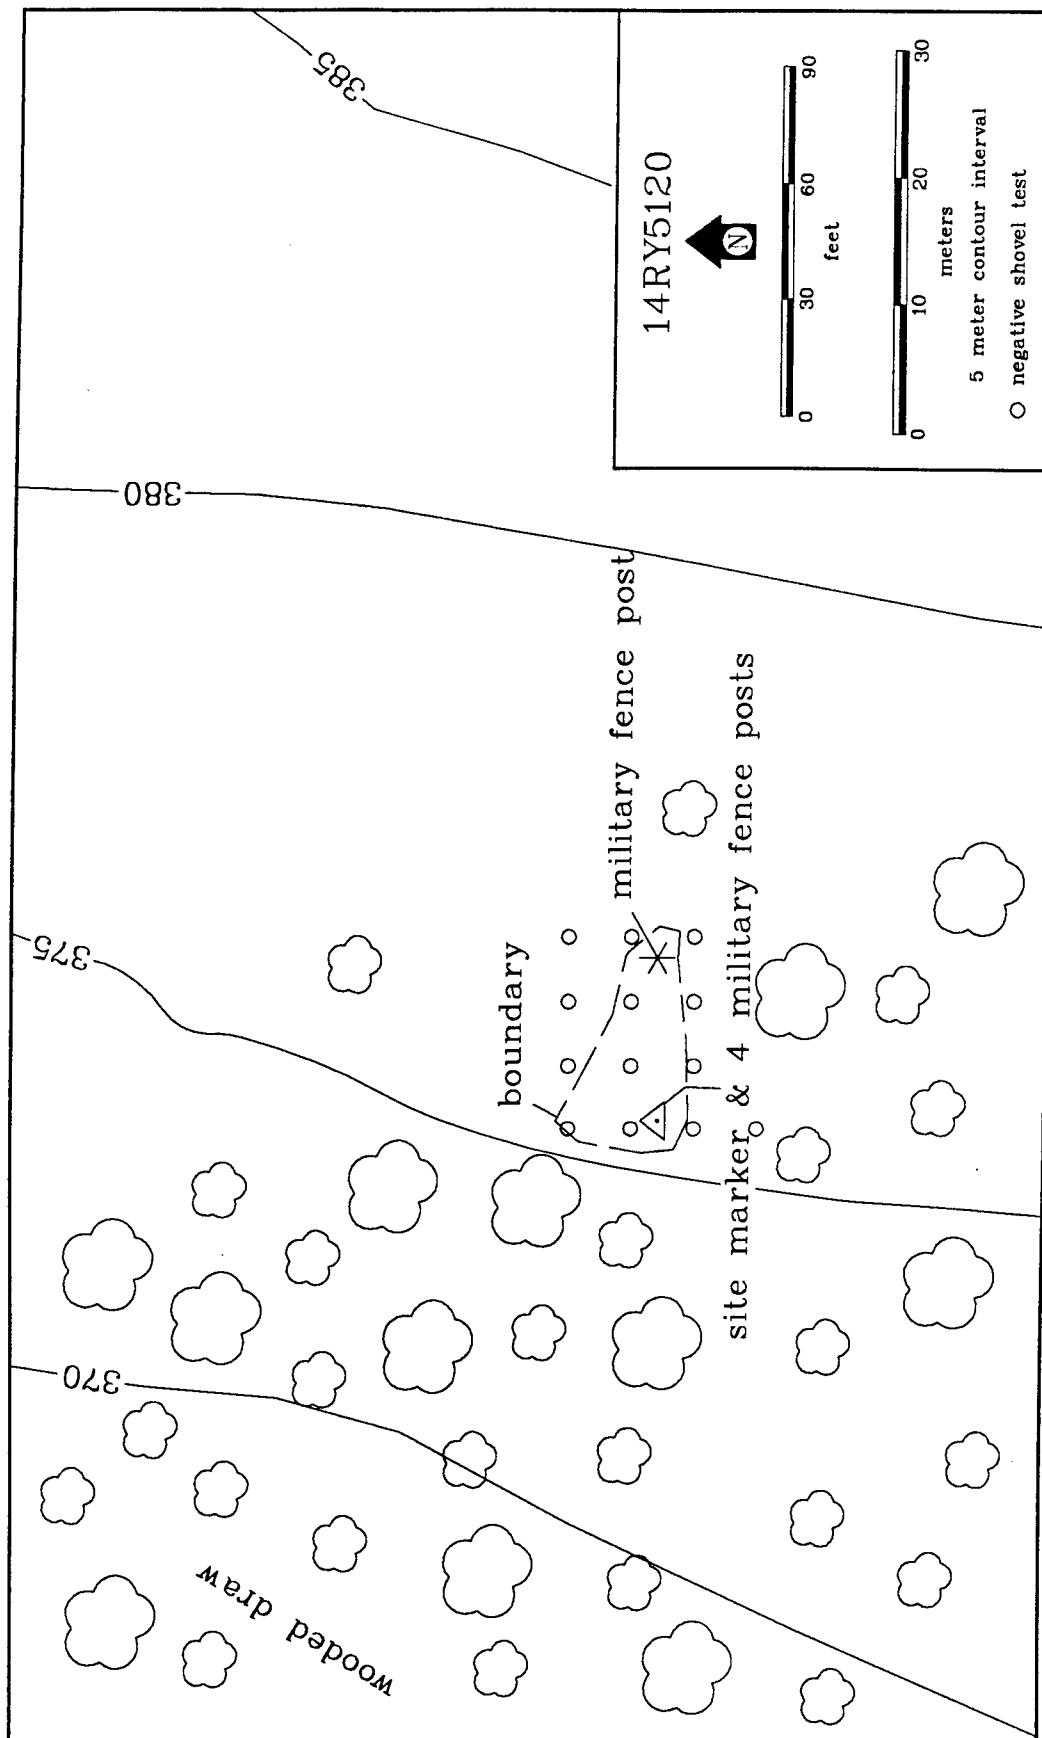 385
380
375
370
wooded draw
boundary
military fence post
site marker & 4 military fence posts
14RY5120
N
0 30 60 90
feet
0 10 20 30
meters
5 meter contour interval
negative shovel test